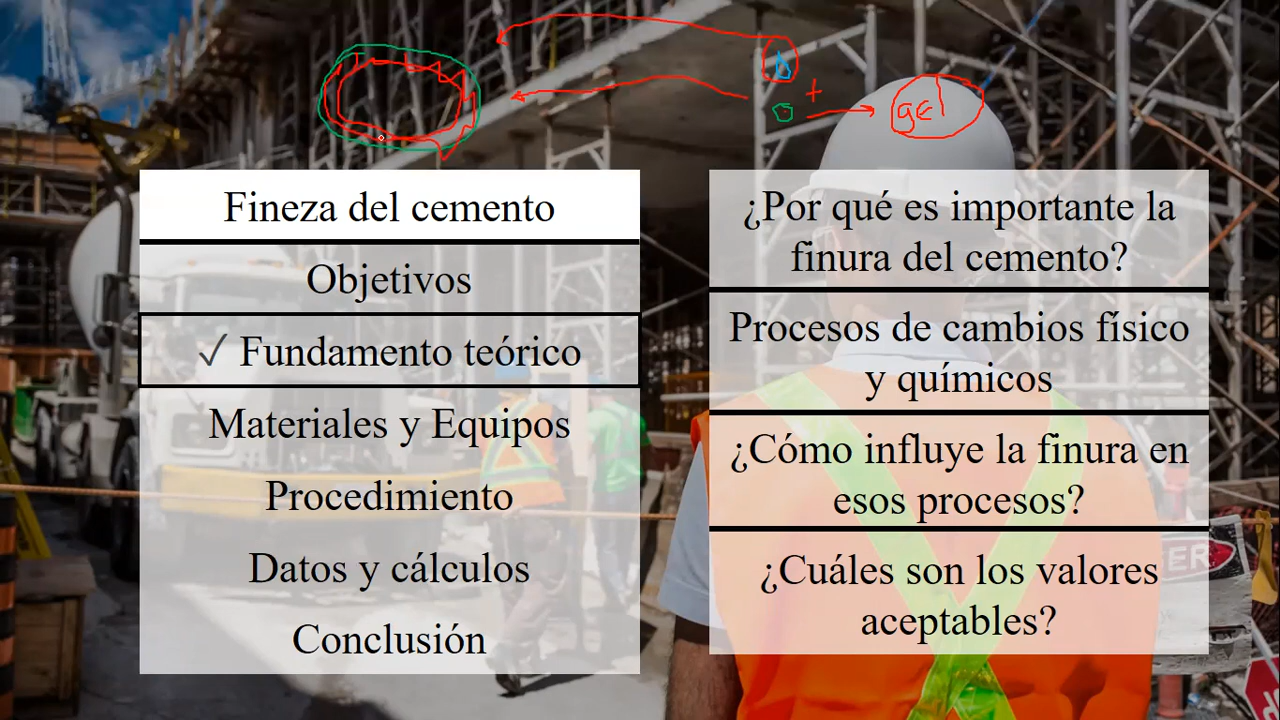 +
gel
Fineza del cemento
Objetivos
✓ Fundamento teórico
Materiales y Equipos
Procedimiento
Datos y cálculos
Conclusión
¿Por qué es importante la
finura del cemento?
Procesos de cambios físico
y químicos
¿Cómo influye la finura en
esos procesos?
¿Cuáles son los valores
aceptables?